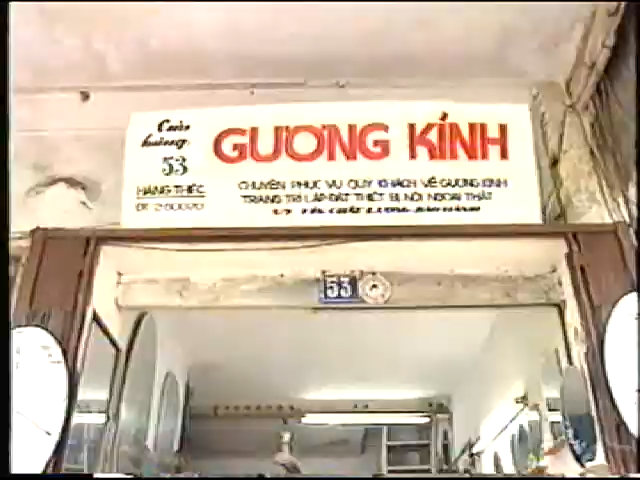 Cửa hàng
53
HÀNG THIẾC
GƯƠNG KÍNH
CHUYÊN PHỤC VỤ QUÝ KHÁCH VỀ GƯƠNG KÍNH
TRANG TRÍ LẮP ĐẶT THIẾT BỊ NỘI NGOẠI THẤT
53